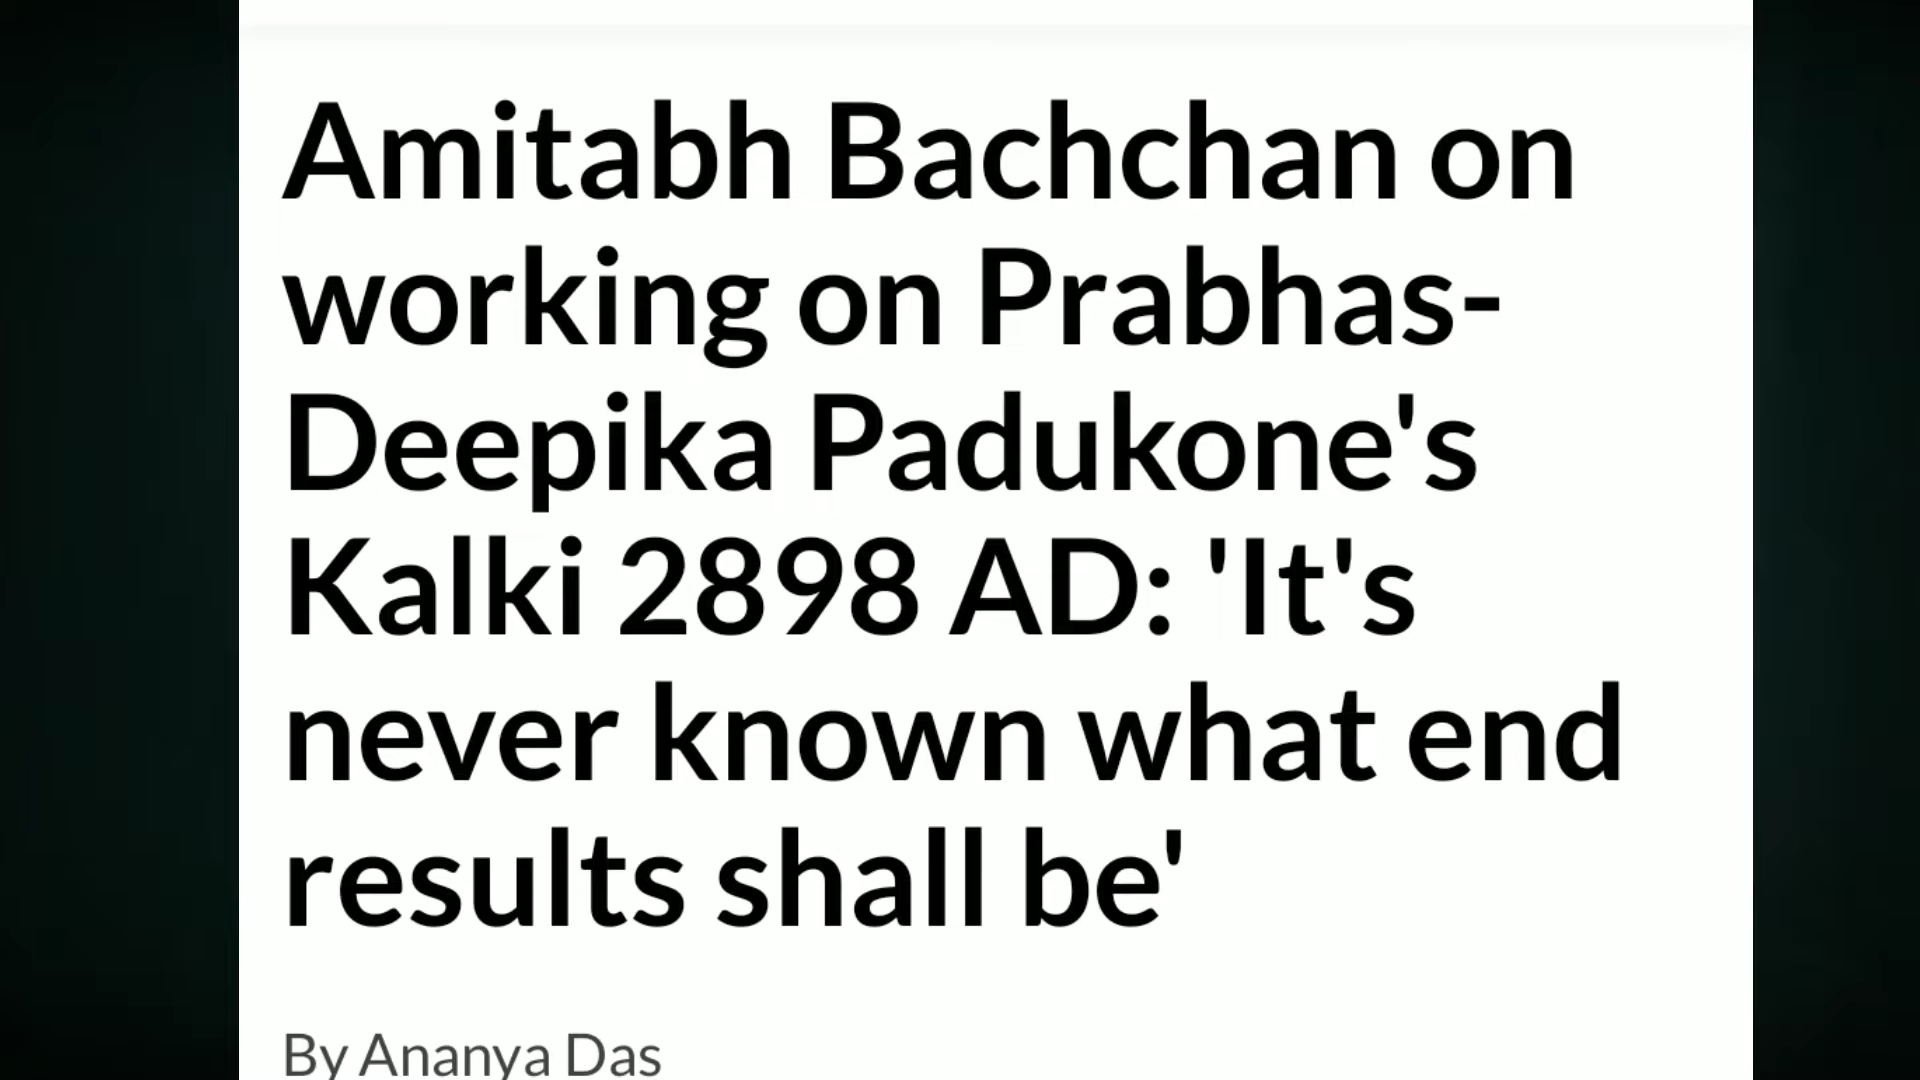 Amitabh Bachchan on
working on Prabhas-
Deepika Padukone's
Kalki 2898 AD: 'It's
never known what end
results shall be'
By Ananya Das